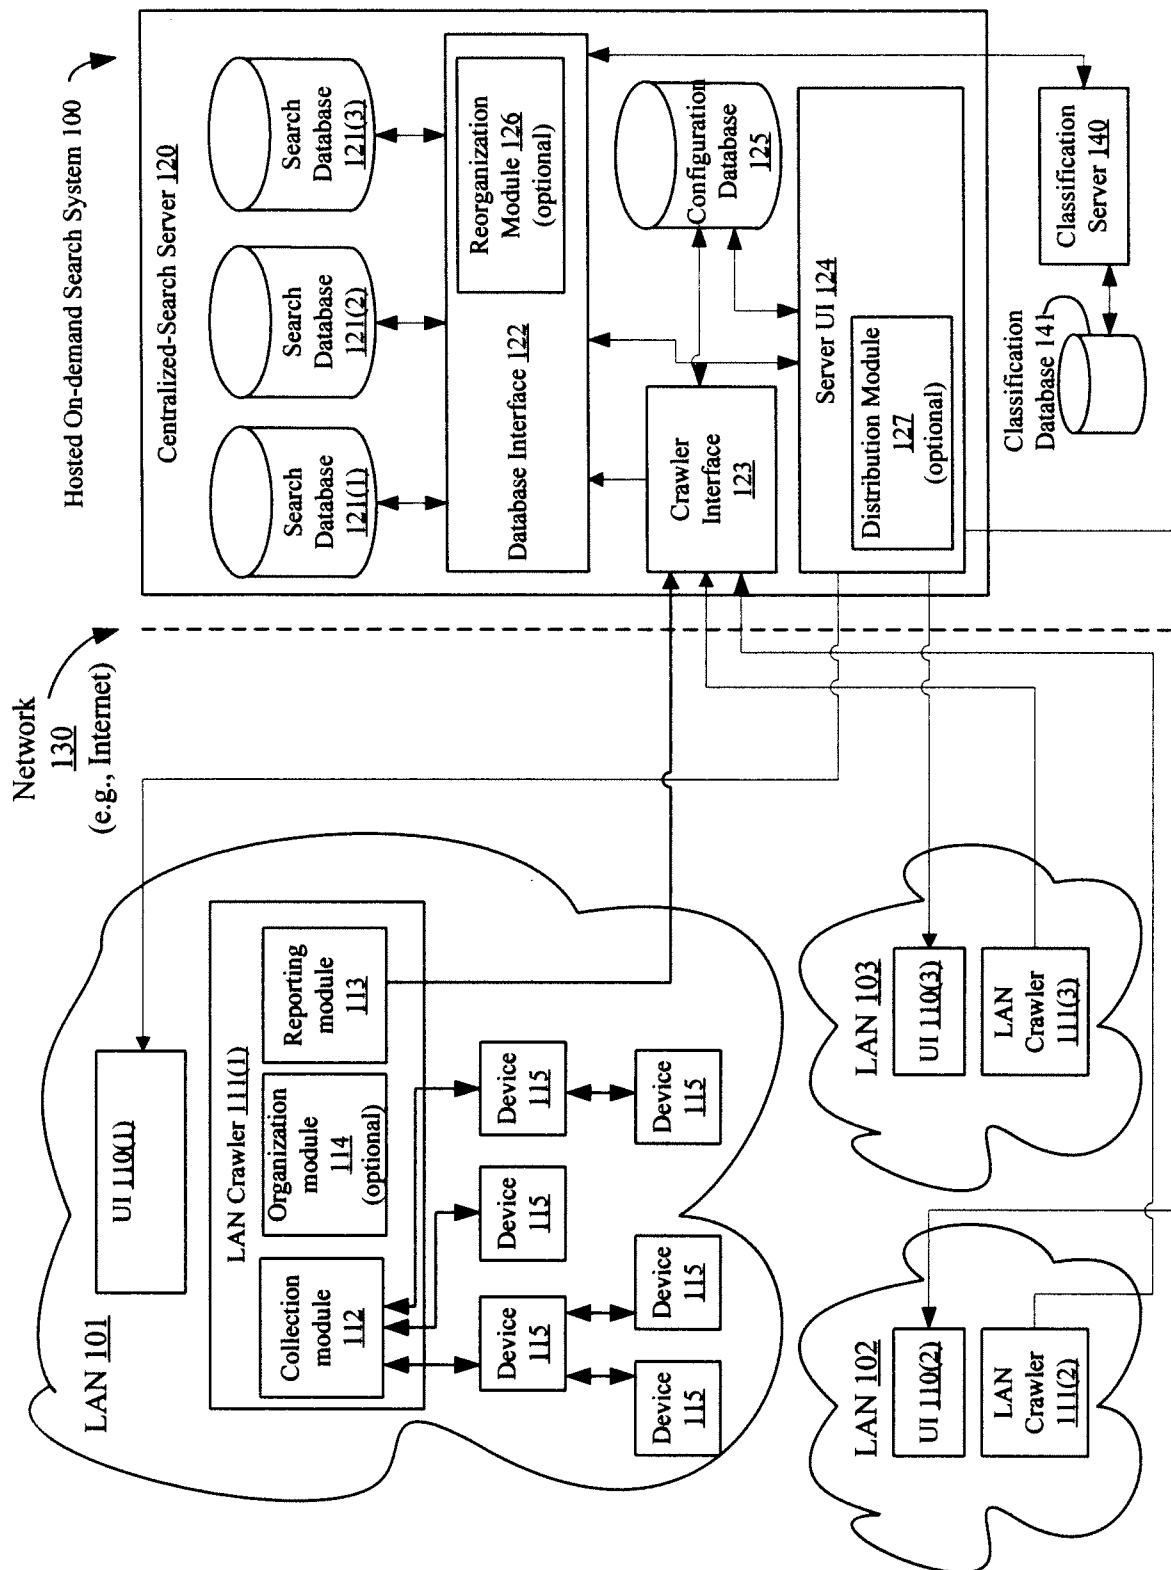 Hosted On-demand Search System 100
Network
130
(e.g., Internet)
LAN 101
UI 110(1)
LAN Crawler 111(1)
Collection
module
112
Organization
module
114
(optional)
Reporting
module
113
Device
115
Device
115
Device
115
Device
115
Device
115
Device
115
LAN 102
UI 110(2)
LAN
Crawler
111(2)
LAN 103
UI 110(3)
LAN
Crawler
111(3)
Centralized-Search Server 120
Search
Database
121(1)
Search
Database
121(2)
Search
Database
121(3)
Database Interface 122
Reorganization
Module 126
(optional)
Crawler
Interface
123
Configuration
Database
125
Server UI 124
Distribution Module
127
(optional)
Classification
Database 141
Classification
Server 140